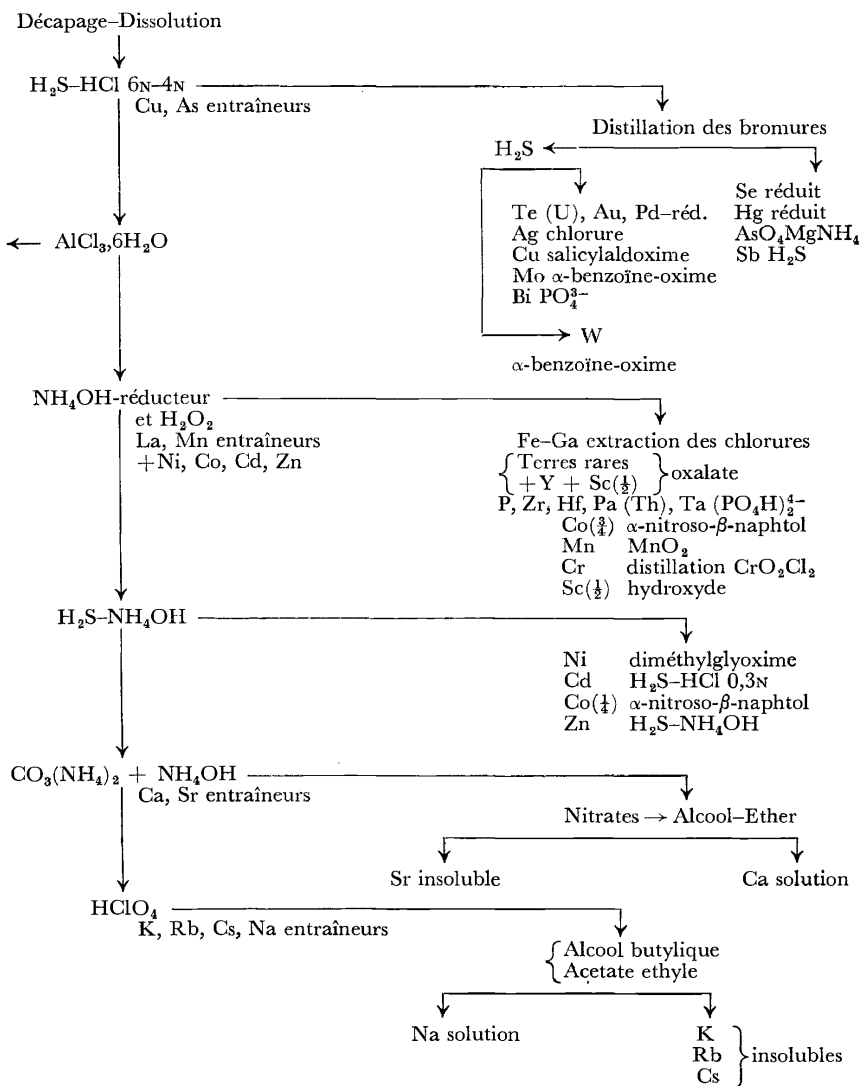 Décapage–Dissolution
H₂S–HCl 6N–4N
Cu, As entraîneurs
Distillation des bromures
H₂S
Te (U), Au, Pd–réd.
Ag chlorure
Cu salicylaldoxime
Mo α-benzoïne-oxime
Bi PO₄³⁻
W
α-benzoïne-oxime
Se réduit
Hg réduit
AsO₄MgNH₄
Sb H₂S
AlCl₃,6H₂O
NH₄OH-réducteur
et H₂O₂
La, Mn entraîneurs
+Ni, Co, Cd, Zn
Fe–Ga extraction des chlorures
Terres rares
+Y + Sc(½)
oxalate
P, Zr, Hf, Pa (Th), Ta (PO₄H)₂⁴⁻
Co(¾) α-nitroso-β-naphtol
Mn MnO₂
Cr distillation CrO₂Cl₂
Sc(½) hydroxyde
H₂S–NH₄OH
Ni diméthylglyoxime
Cd H₂S–HCl 0,3N
Co(¼) α-nitroso-β-naphtol
Zn H₂S–NH₄OH
CO₃(NH₄)₂ + NH₄OH
Ca, Sr entraîneurs
Nitrates → Alcool–Ether
Sr insoluble
Ca solution
HClO₄
K, Rb, Cs, Na entraîneurs
Alcool butylique
Acetate ethyle
Na solution
K
Rb
Cs
insolubles